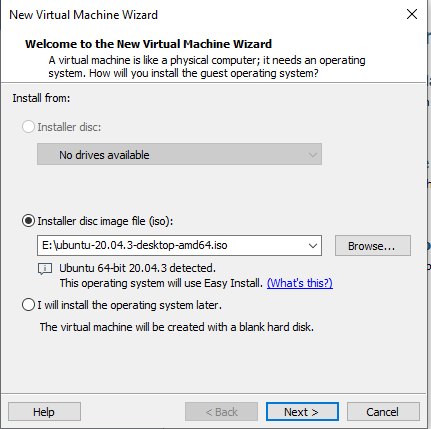 New Virtual Machine Wizard
Welcome to the New Virtual Machine Wizard
A virtual machine is like a physical computer; it needs an operating
system. How will you install the guest operating system?
Install from:
Installer disc:
No drives available
Installer disc image file (iso):
E:\ubuntu-20.04.3-desktop-amd64.iso
Browse...
Ubuntu 64-bit 20.04.3 detected.
This operating system will use Easy Install. (What's this?)
I will install the operating system later.
The virtual machine will be created with a blank hard disk.
Help
< Back
Next >
Cancel